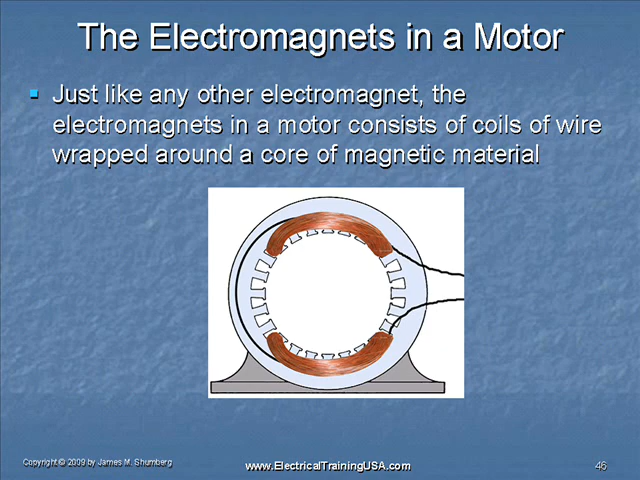 The Electromagnets in a Motor
Just like any other electromagnet, the
electromagnets in a motor consists of coils of wire
wrapped around a core of magnetic material
Copyright © 2009 by James M. Shumberg
www.ElectricalTrainingUSA.com
46